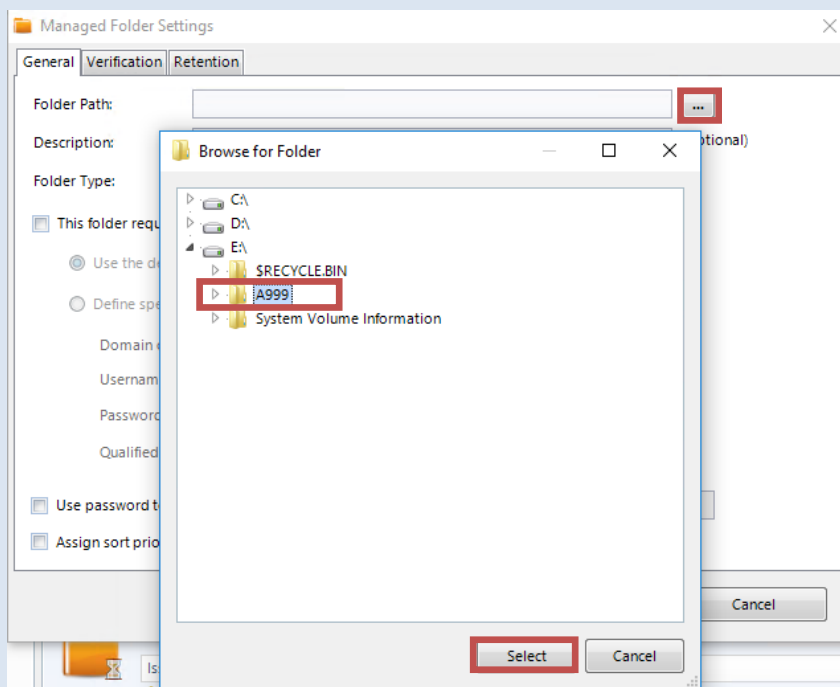 Managed Folder Settings
General Verification Retention
Folder Path: ...
Description: ptional)
Folder Type:
Browse for Folder
C:\
D:\
E:\
$RECYCLE.BIN
A999
System Volume Information
This folder requ
Use the de
Define spe
Domain
Usernam
Password
Qualified
Use password t
Assign sort prio
Select Cancel
Cancel
Is